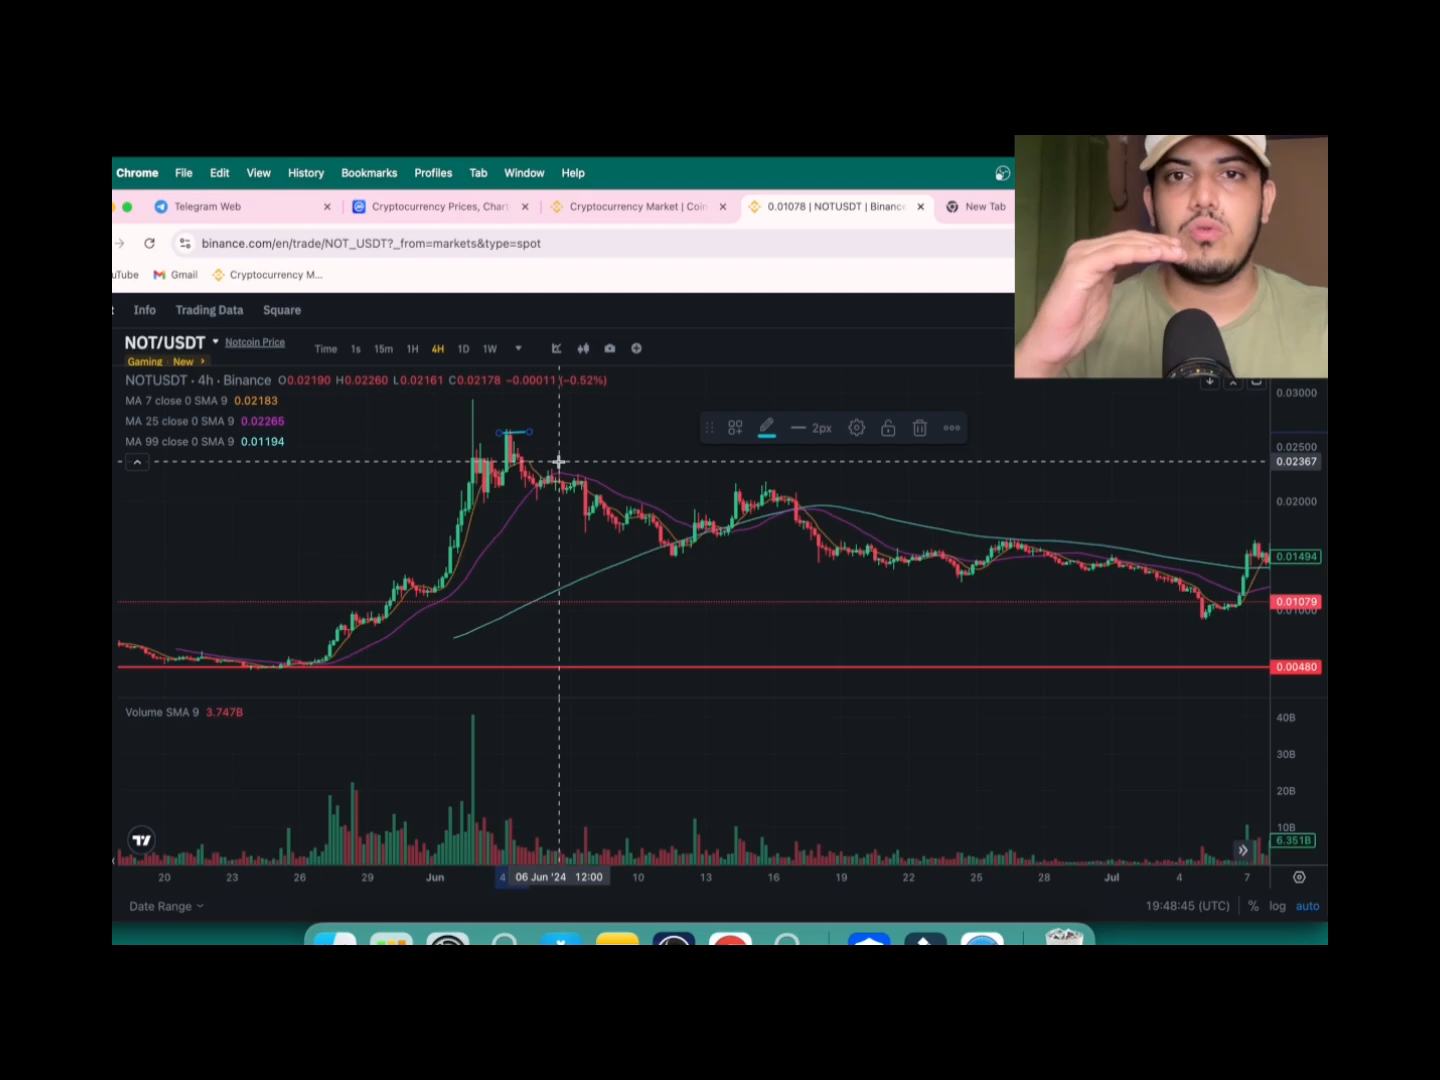 Chrome File Edit View History Bookmarks Profiles Tab Window Help
Telegram Web Cryptocurrency Prices, Chart Cryptocurrency Market | Coin 0.01078 | NOTUSDT | Binance New Tab
binance.com/en/trade/NOT_USDT?_from=markets&type=spot
uTube Gmail Cryptocurrency M...
Info Trading Data Square
NOT/USDT Notcoin Price
Gaming New
Time 1s 15m 1H 4H 1D 1W
NOTUSDT · 4h · Binance O0.02190 H0.02260 L0.02161 C0.02178 −0.00011 (−0.52%)
MA 7 close 0 SMA 9 0.02183
MA 25 close 0 SMA 9 0.02265
MA 99 close 0 SMA 9 0.01194
2px
0.03000
0.02500
0.02367
0.02000
0.01494
0.01079
0.01000
0.00480
Volume SMA 9 3.747B
40B
30B
20B
10B
6.351B
20 23 26 29 Jun 4 06 Jun '24 12:00 10 13 16 19 22 25 28 Jul 4 7
Date Range 19:48:45 (UTC) % log auto